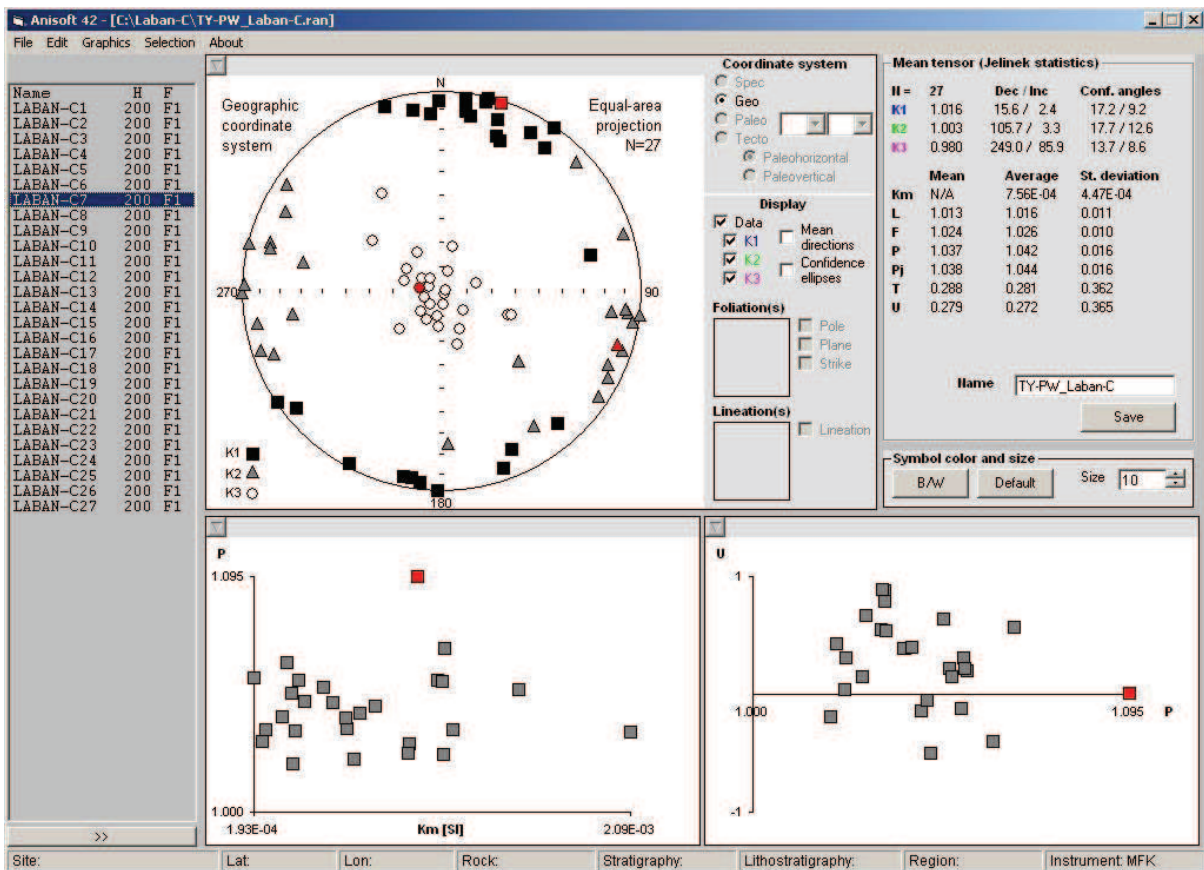 Anisoft 42 - [C:\Laban-C\TY-PW_Laban-C.ran]
File Edit Graphics Selection About
Name H F
LABAN-C1 200 F1
LABAN-C2 200 F1
LABAN-C3 200 F1
LABAN-C4 200 F1
LABAN-C5 200 F1
LABAN-C6 200 F1
LABAN-C7 200 F1
LABAN-C8 200 F1
LABAN-C9 200 F1
LABAN-C10 200 F1
LABAN-C11 200 F1
LABAN-C12 200 F1
LABAN-C13 200 F1
LABAN-C14 200 F1
LABAN-C15 200 F1
LABAN-C16 200 F1
LABAN-C17 200 F1
LABAN-C18 200 F1
LABAN-C19 200 F1
LABAN-C20 200 F1
LABAN-C21 200 F1
LABAN-C22 200 F1
LABAN-C23 200 F1
LABAN-C24 200 F1
LABAN-C25 200 F1
LABAN-C26 200 F1
LABAN-C27 200 F1
>>
Geographic
coordinate
system
N
Equal-area
projection
N=27
270
90
180
K1
K2
K3
Coordinate system
Spec
Geo
Paleo
Tecto
Paleohorizontal
Paleovertical
Display
Data
K1
K2
K3
Mean
directions
Confidence
ellipses
Foliation(s)
Pole
Plane
Strike
Lineation(s)
Lineation
Mean tensor (Jelinek statistics)
N = 27 Dec / Inc Conf. angles
K1 1.016 15.6 / 2.4 17.2 / 9.2
K2 1.003 105.7 / 3.3 17.7 / 12.6
K3 0.980 249.0 / 85.9 13.7 / 8.6
Mean Average St. deviation
Km N/A 7.56E-04 4.47E-04
L 1.013 1.016 0.011
F 1.024 1.026 0.010
P 1.037 1.042 0.016
Pj 1.038 1.044 0.016
T 0.288 0.281 0.362
U 0.279 0.272 0.365
Name TY-PW_Laban-C
Save
Symbol color and size
B/W Default Size 10
P
1.095
1.000
1.93E-04 Km [SI] 2.09E-03
U
1
1.000 1.095 P
-1
Site: Lat: Lon: Rock: Stratigraphy: Lithostratigraphy: Region: Instrument: MFK